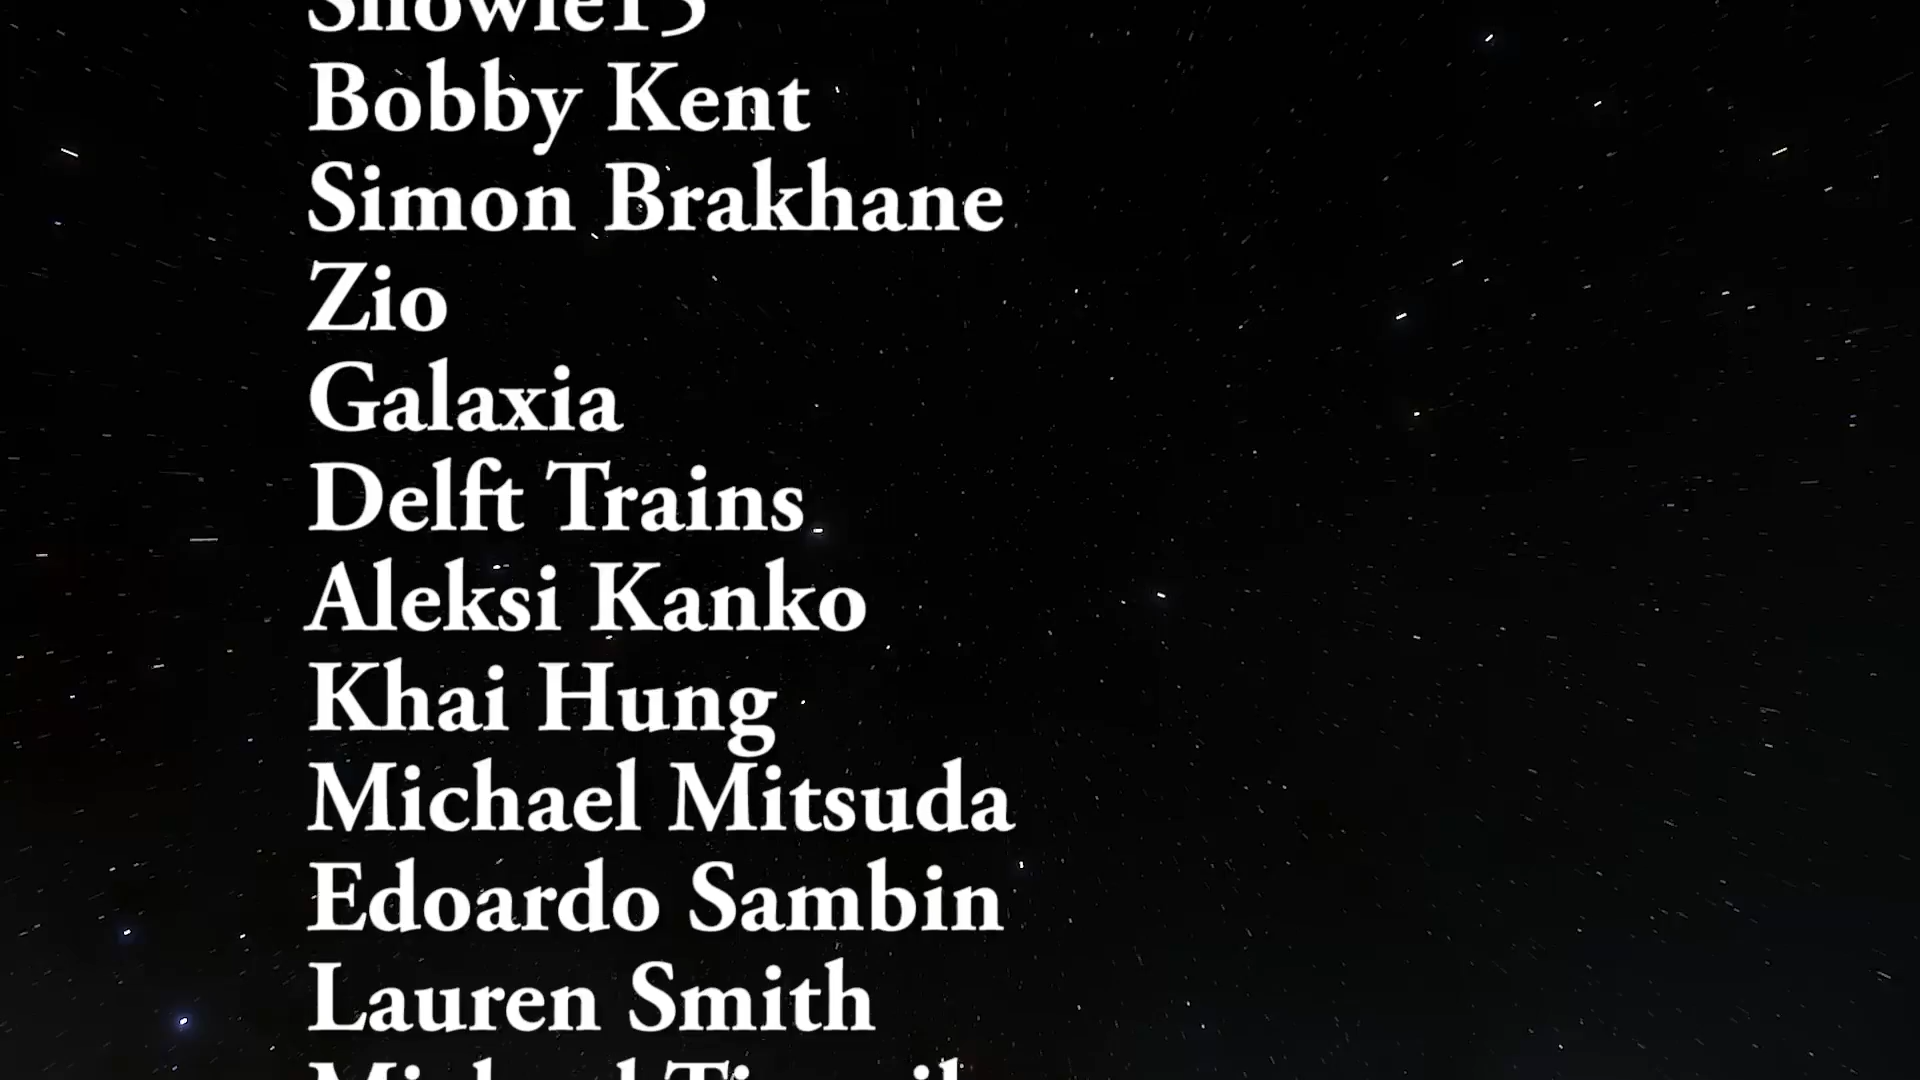 Bobby Kent
Simon Brakhane
Zio
Galaxia
Delft Trains
Aleksi Kanko
Khai Hung
Michael Mitsuda
Edoardo Sambin
Lauren Smith